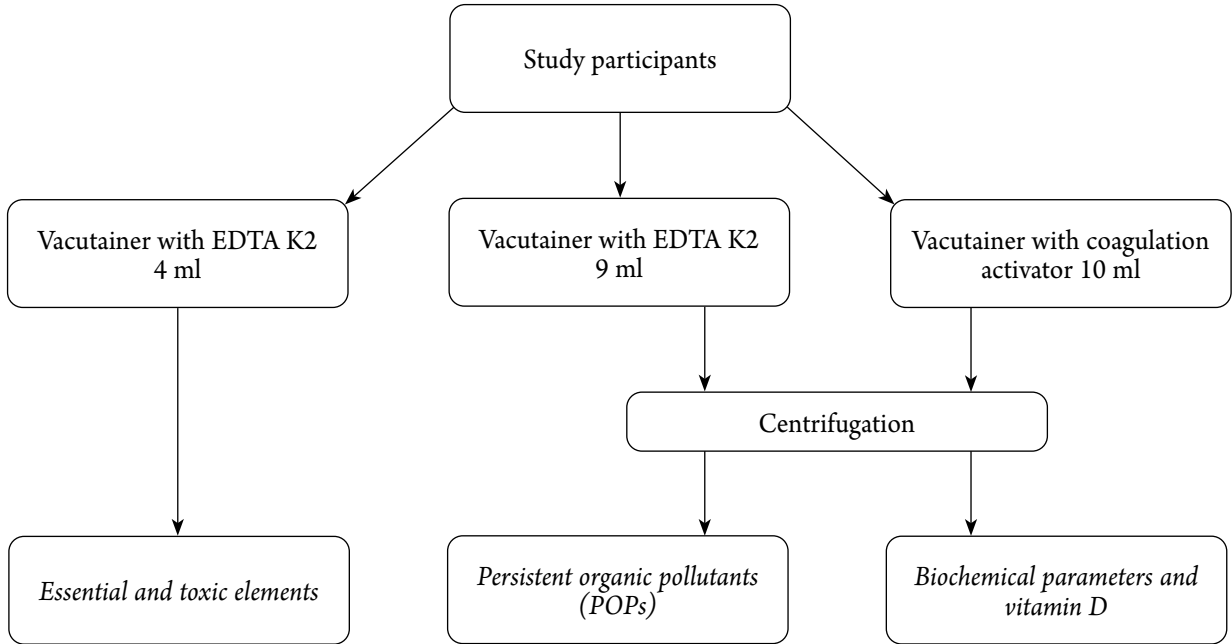 Study participants
Vacutainer with EDTA K2
4 ml
Vacutainer with EDTA K2
9 ml
Vacutainer with coagulation
activator 10 ml
Centrifugation
Essential and toxic elements
Persistent organic pollutants
(POPs)
Biochemical parameters and
vitamin D